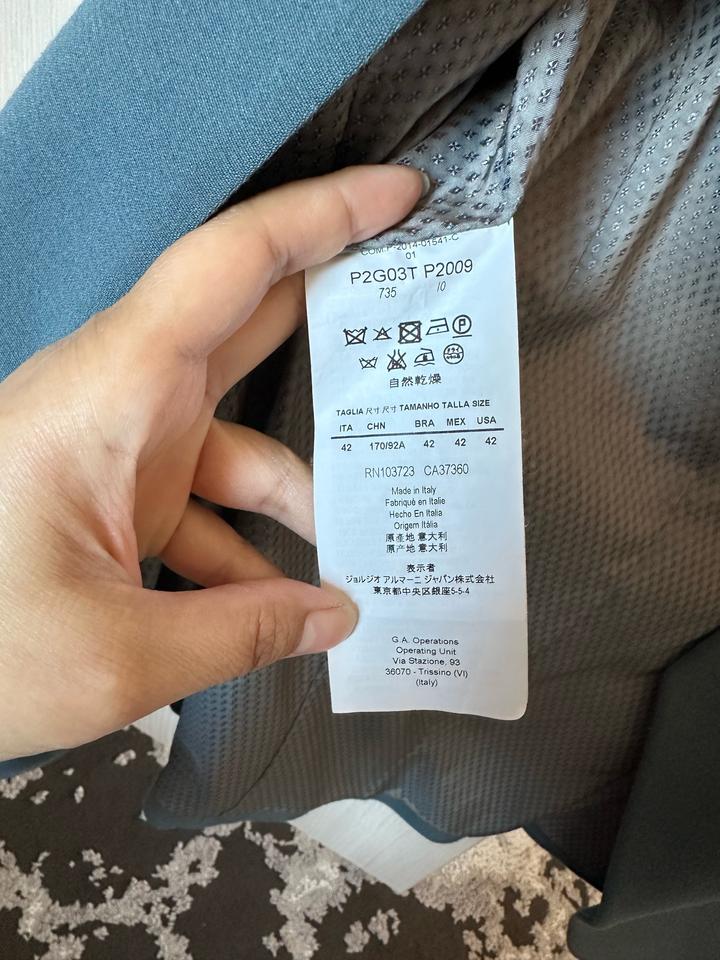 COM.P-2014-01541-C
01
P2G03T P2009
735 10
自然乾燥
TAGLIA 尺寸 尺寸 TAMANHO TALLA SIZE
ITA CHN BRA MEX USA
42 170/92A 42 42 42
RN103723 CA37360
Made in Italy
Fabriqué en Italie
Hecho En Italia
Origem Itália
原產地 意大利
原产地 意大利
表示者
ジョルジオ アルマーニ ジャパン株式会社
東京都中央区銀座5-5-4
G.A. Operations
Operating Unit
Via Stazione, 93
36070 - Trissino (VI)
(Italy)